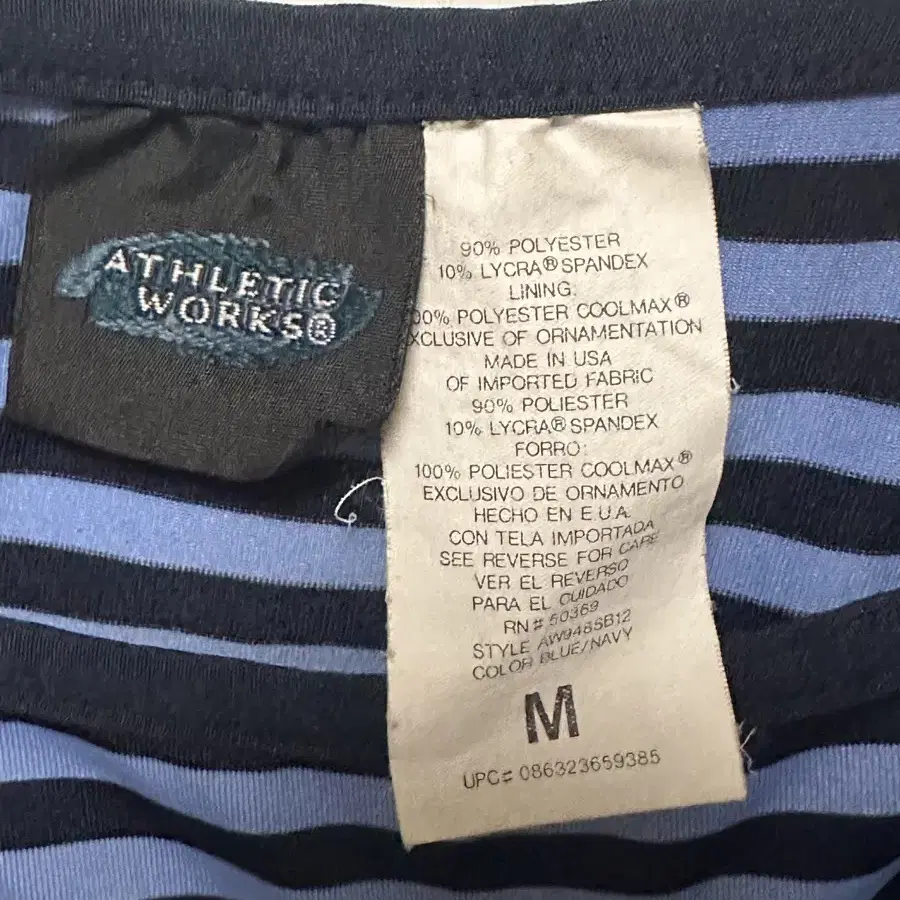 ATHLETIC
WORKS®
90% POLYESTER
10% LYCRA® SPANDEX
LINING:
00% POLYESTER COOLMAX®
XCLUSIVE OF ORNAMENTATION
MADE IN USA
OF IMPORTED FABRIC
90% POLIESTER
10% LYCRA® SPANDEX
FORRO:
100% POLIESTER COOLMAX®
EXCLUSIVO DE ORNAMENTO
HECHO EN E.U.A.
CON TELA IMPORTADA
SEE REVERSE FOR CARE
VER EL REVERSO
PARA EL CUIDADO
RN# 50369
STYLE AW9485B12
COLOR BLUE/NAVY
M
UPC# 086323659385